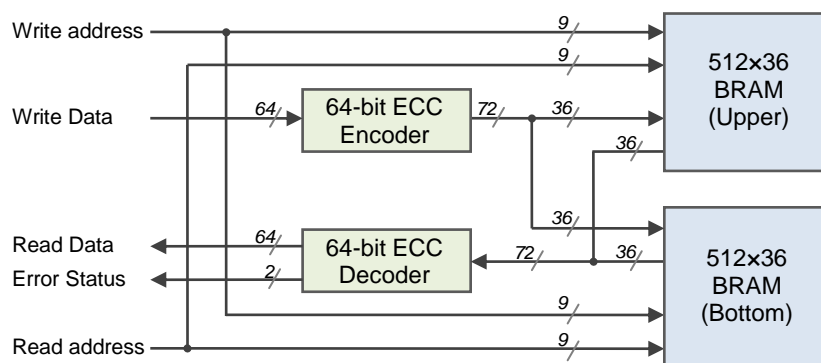 Write address
9
9
512×36
BRAM
(Upper)
Write Data
64
64-bit ECC
Encoder
72
36
36
36
Read Data
64
64-bit ECC
Decoder
72
36
512×36
BRAM
(Bottom)
Error Status
2
9
Read address
9